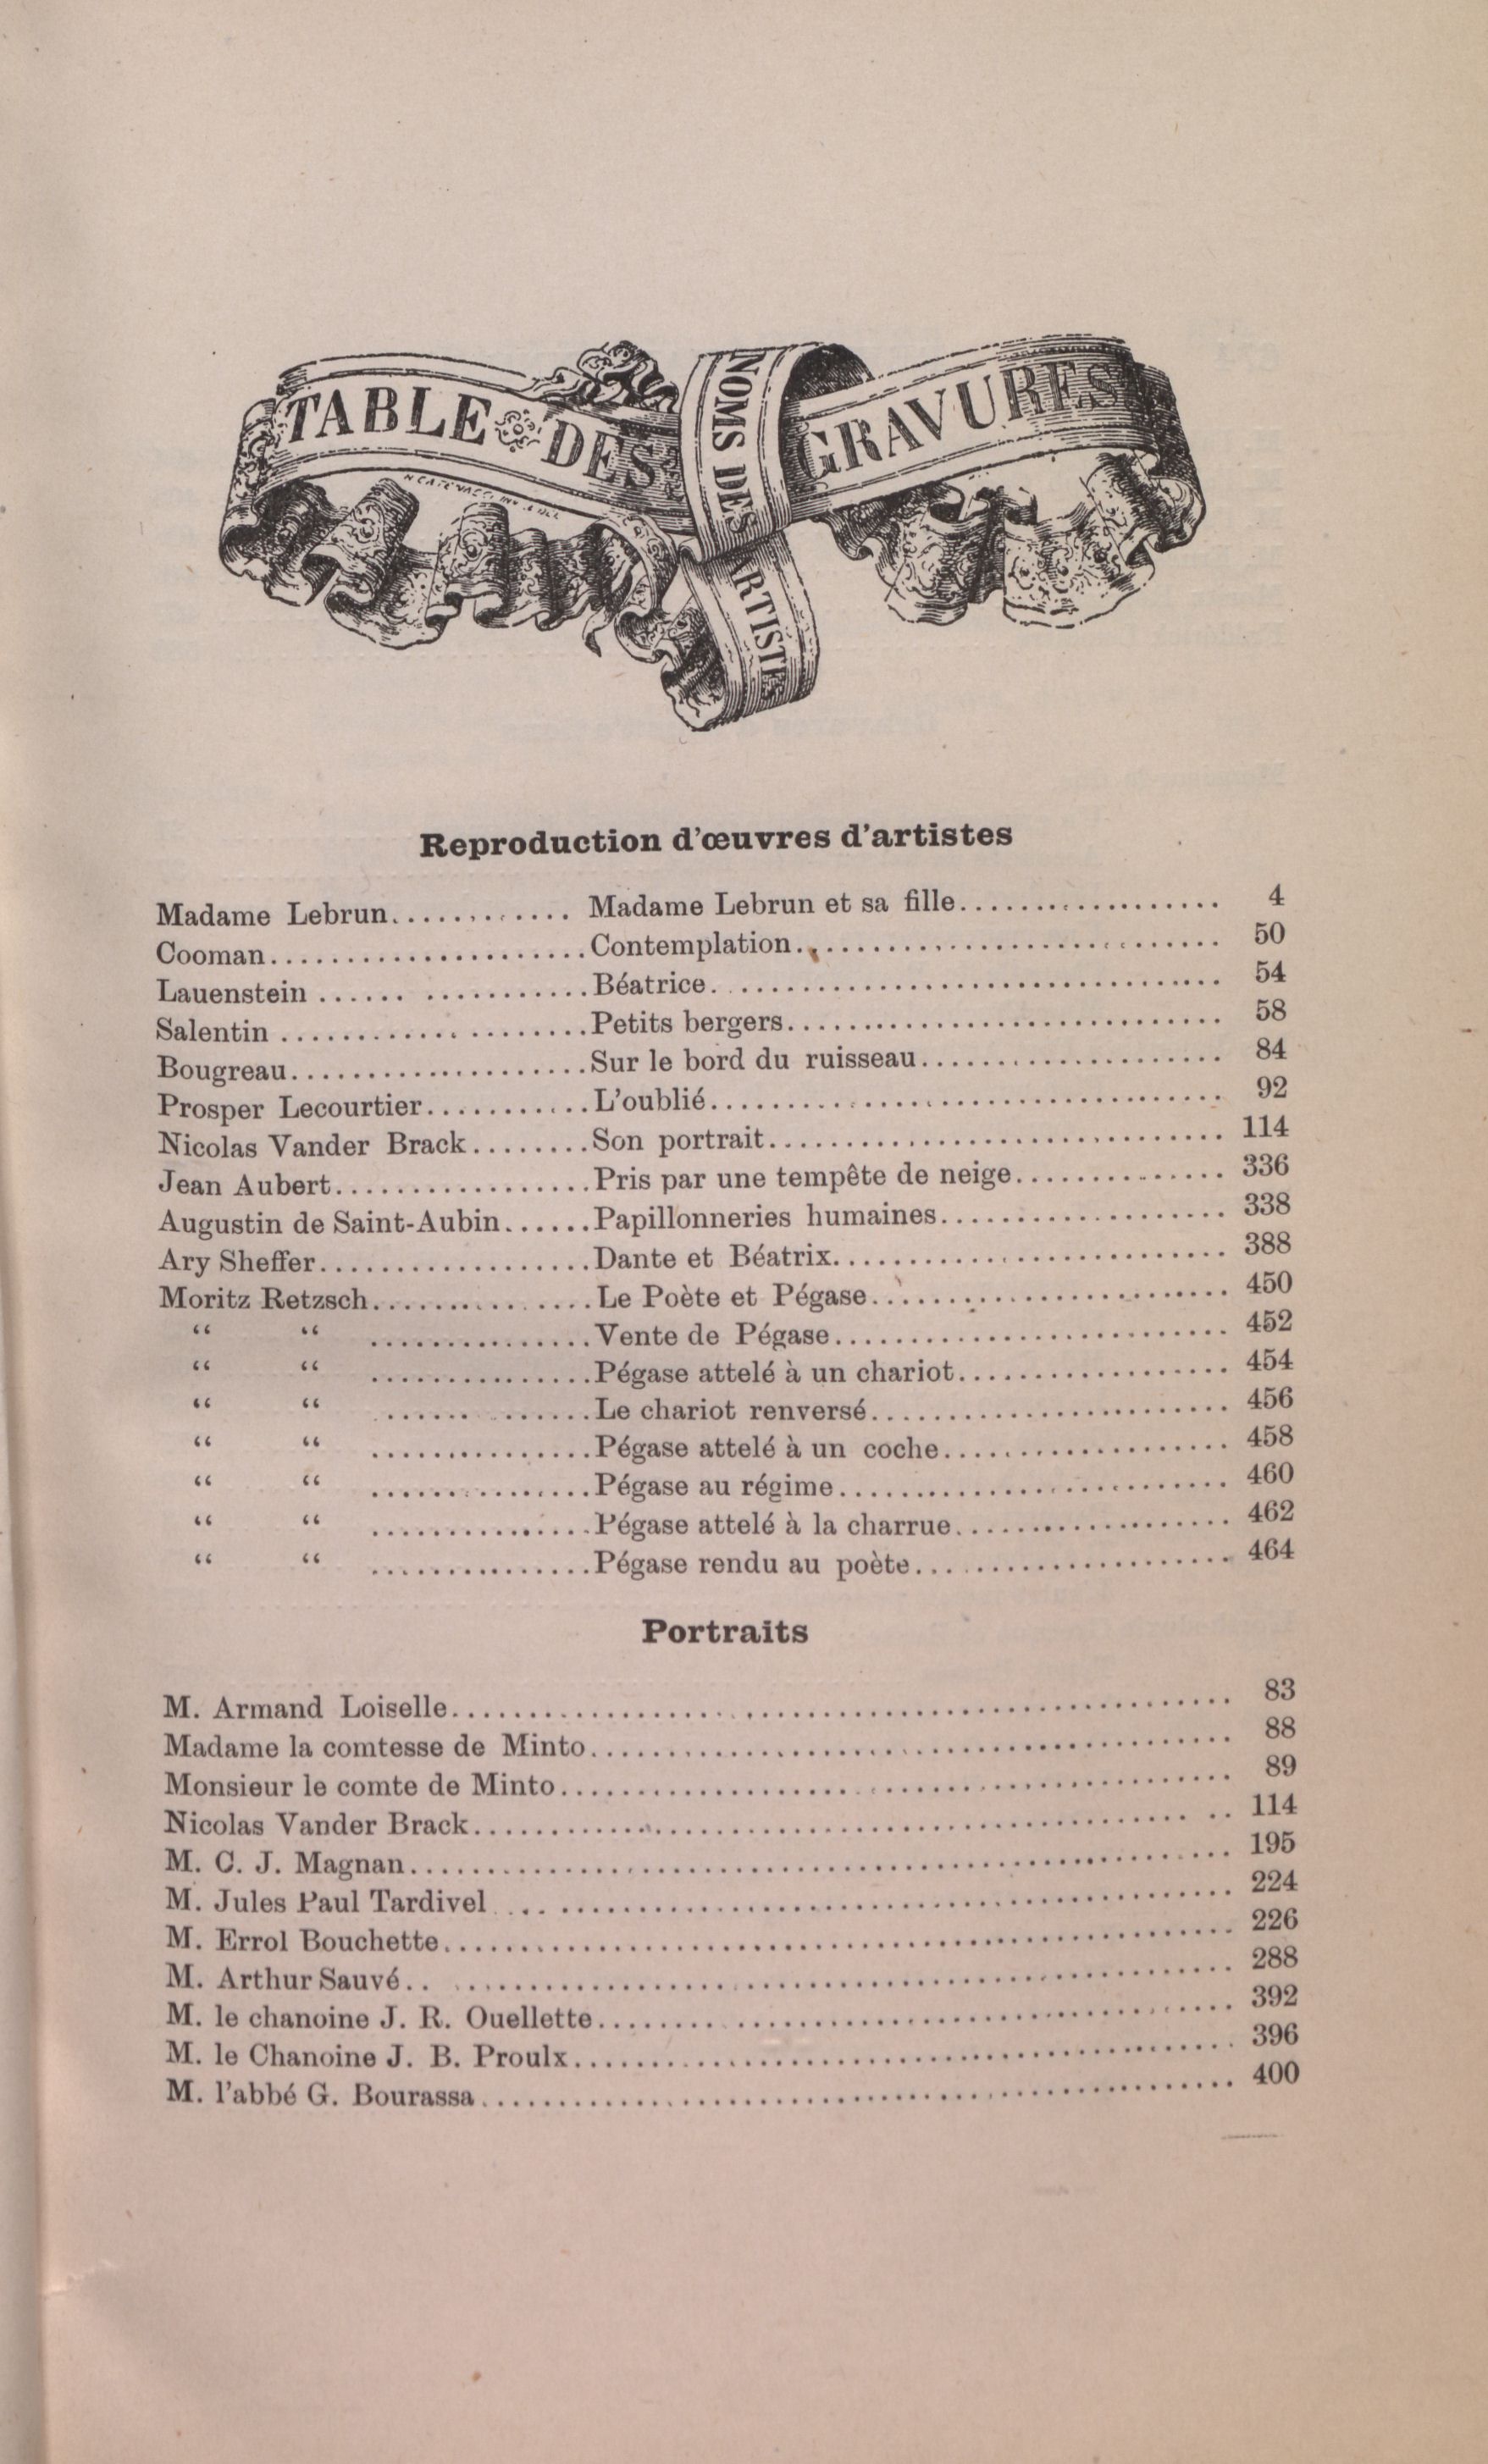 TABLE DES GRAVURES
NOMS DES ARTISTES
Reproduction d'œuvres d'artistes
Madame Lebrun............. Madame Lebrun et sa fille.................. 4
Cooman.....................Contemplation............................ 50
Lauenstein ...... ...........Béatrice.................................. 54
Salentin ....................Petits bergers............................. 58
Bougreau....................Sur le bord du ruisseau.................... 84
Prosper Lecourtier...........L'oublié.................................. 92
Nicolas Vander Brack........Son portrait.............................. 114
Jean Aubert.................Pris par une tempête de neige.............. 336
Augustin de Saint-Aubin......Papillonneries humaines................... 338
Ary Sheffer..................Dante et Béatrix.......................... 388
Moritz Retzsch...............Le Poète et Pégase........................ 450
“ “ ...............Vente de Pégase.......................... 452
“ “ ...............Pégase attelé à un chariot.................. 454
“ “ ...............Le chariot renversé........................ 456
“ “ ...............Pégase attelé à un coche................... 458
“ “ ...............Pégase au régime.......................... 460
“ “ ...............Pégase attelé à la charrue.................. 462
“ “ ...............Pégase rendu au poète..................... 464
Portraits
M. Armand Loiselle................................................... 83
Madame la comtesse de Minto.......................................... 88
Monsieur le comte de Minto............................................ 89
Nicolas Vander Brack................................................. 114
M. C. J. Magnan...................................................... 195
M. Jules Paul Tardivel .... ............................................ 224
M. Errol Bouchette.................................................... 226
M. Arthur Sauvé.. ................................................... 288
M. le chanoine J. R. Ouellette.......................................... 392
M. le Chanoine J. B. Proulx............................................ 396
M. l'abbé G. Bourassa................................................. 400